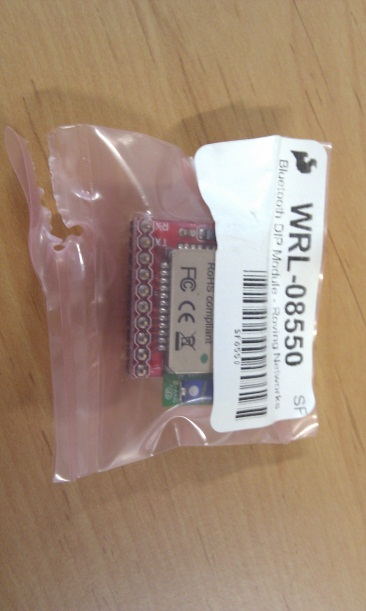 WRL-08550
SF
Bluetooth DIP Module - Roving Networks
RoHS compliant
FC CE